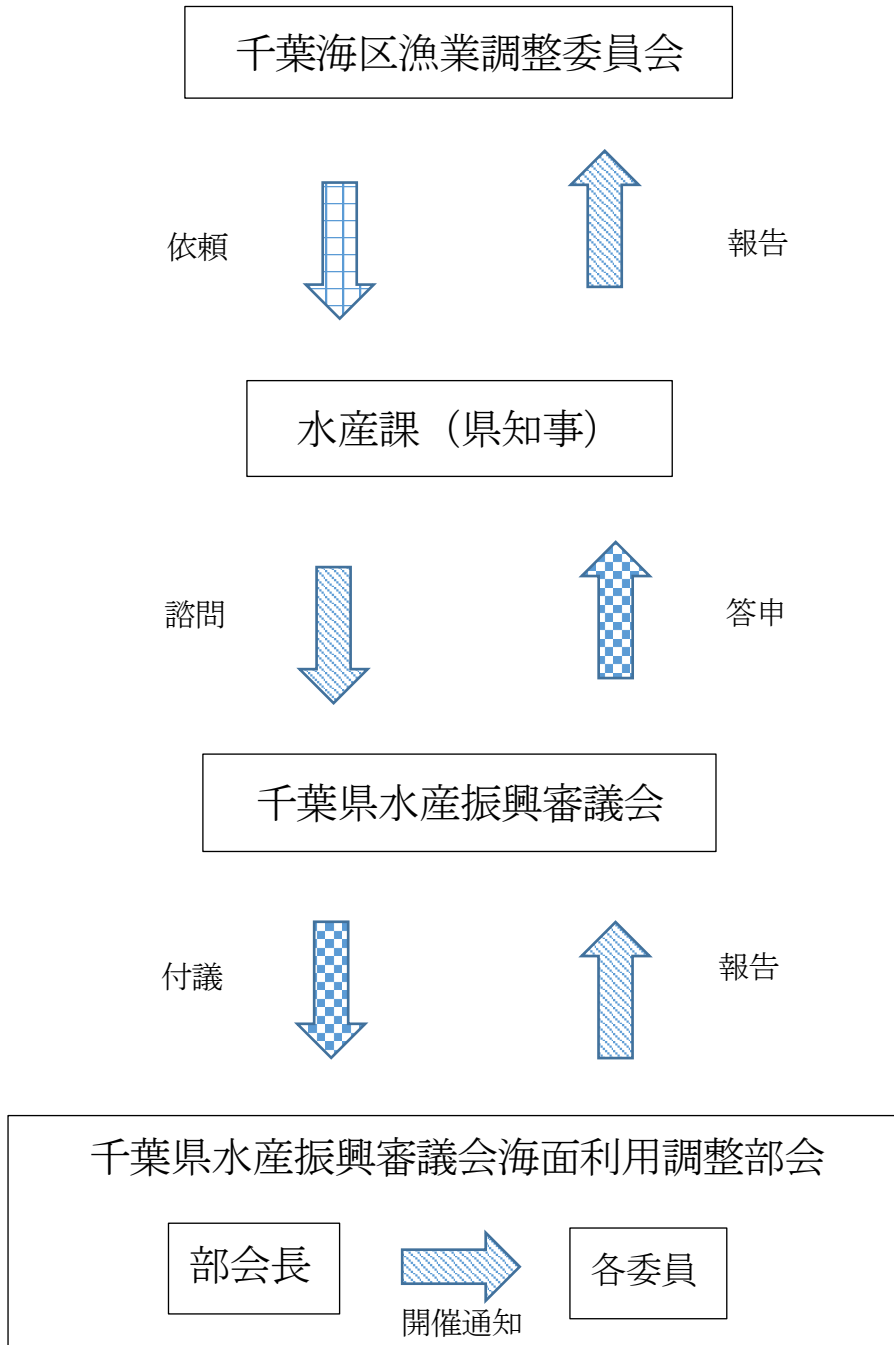 千葉海区漁業調整委員会
依頼
報告
水産課（県知事）
諮問
答申
千葉県水産振興審議会
付議
報告
千葉県水産振興審議会海面利用調整部会
部会長
各委員
開催通知